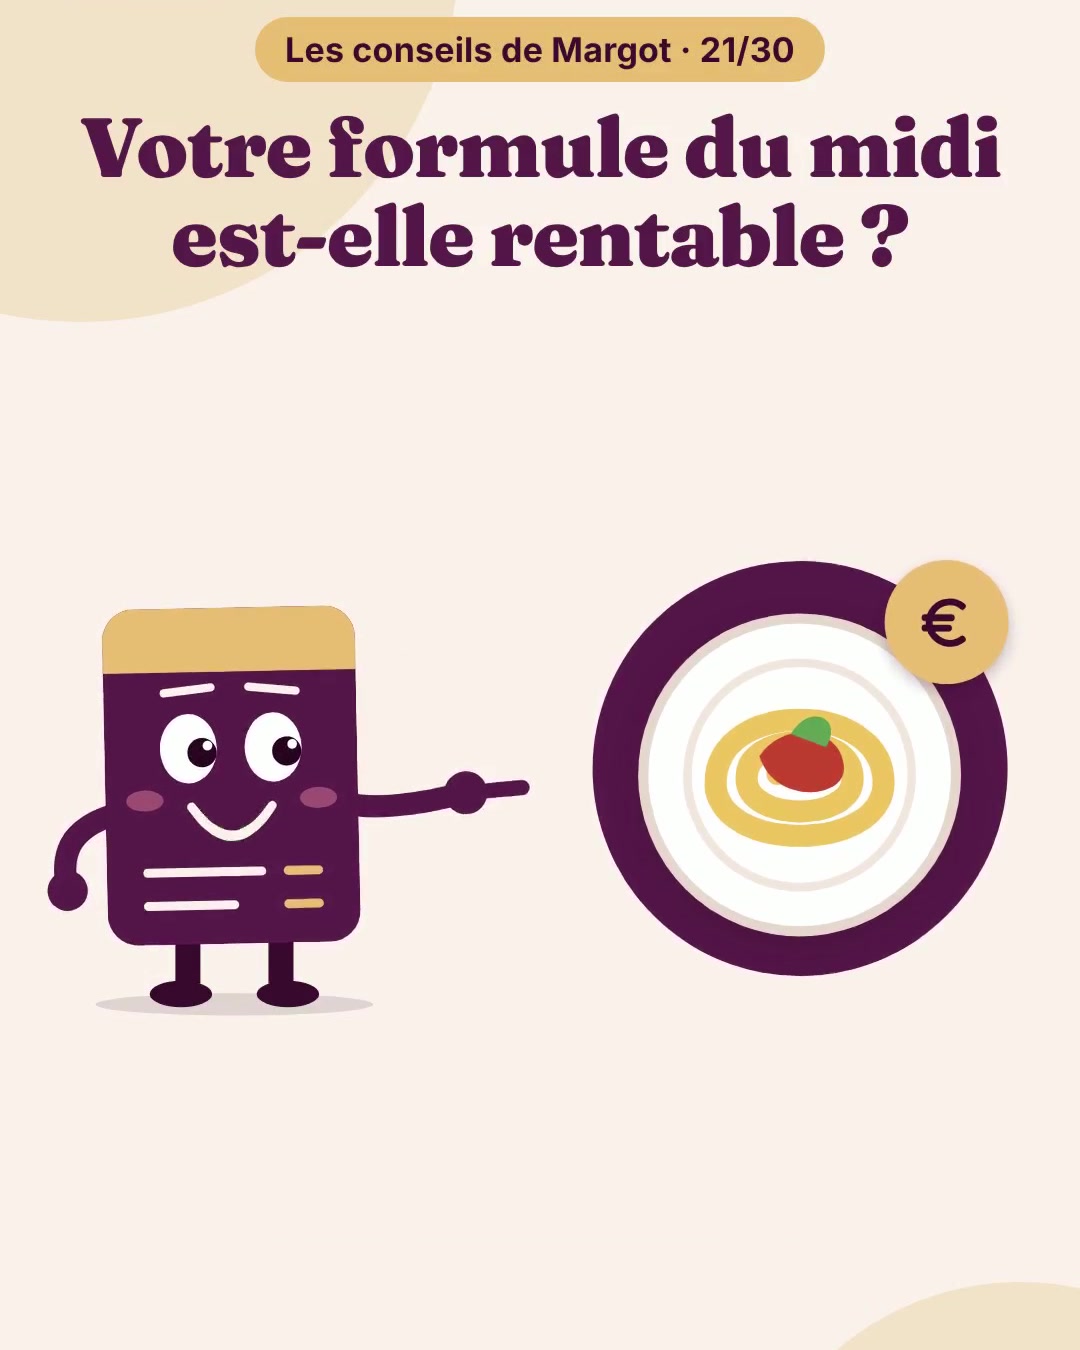 Les conseils de Margot · 21/30
Votre formule du midi
est-elle rentable ?
€